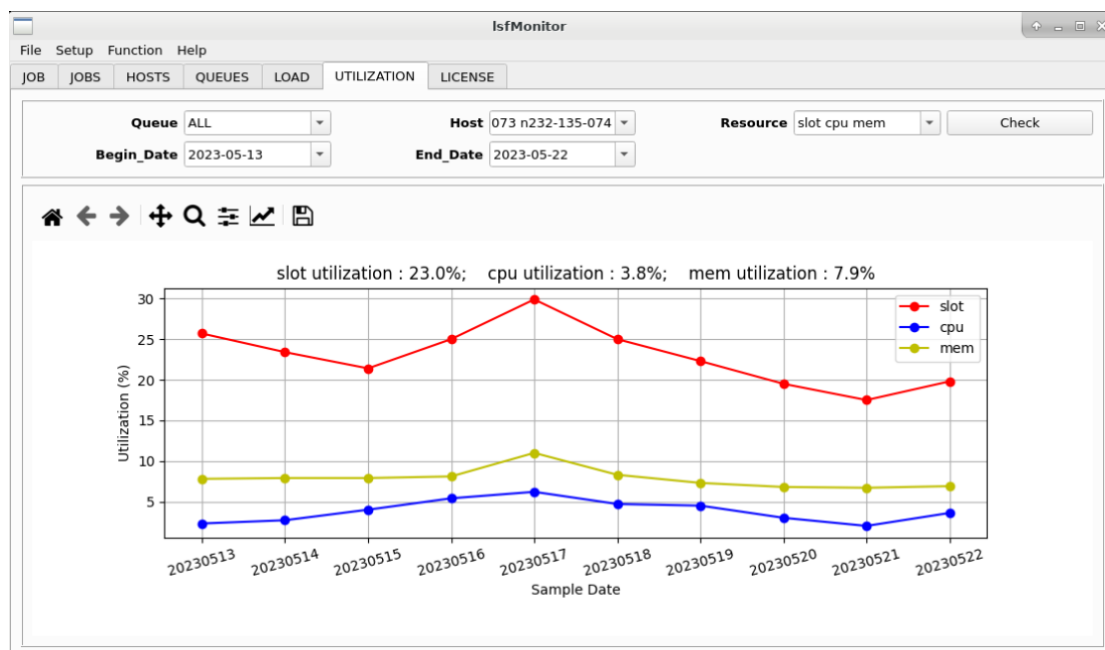 lsfMonitor
File Setup Function Help
JOB JOBS HOSTS QUEUES LOAD UTILIZATION LICENSE
Queue ALL Host 073 n232-135-074 Resource slot cpu mem Check
Begin_Date 2023-05-13 End_Date 2023-05-22
slot utilization : 23.0%; cpu utilization : 3.8%; mem utilization : 7.9%
30
25
20
15
10
5
Utilization (%)
slot
cpu
mem
20230513 20230514 20230515 20230516 20230517 20230518 20230519 20230520 20230521 20230522
Sample Date